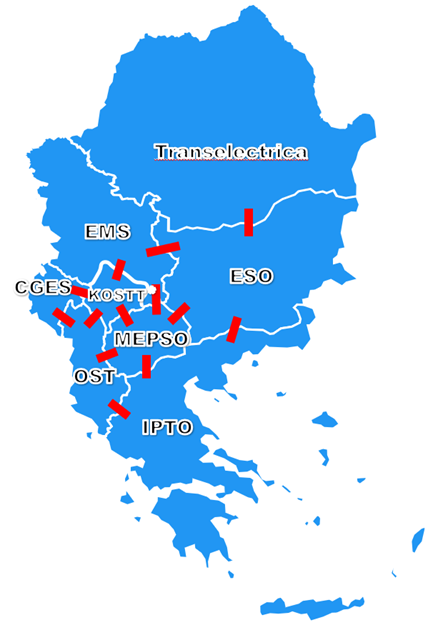 Transelectrica
EMS
ESO
CGES
KOSTT
MEPSO
OST
IPTO